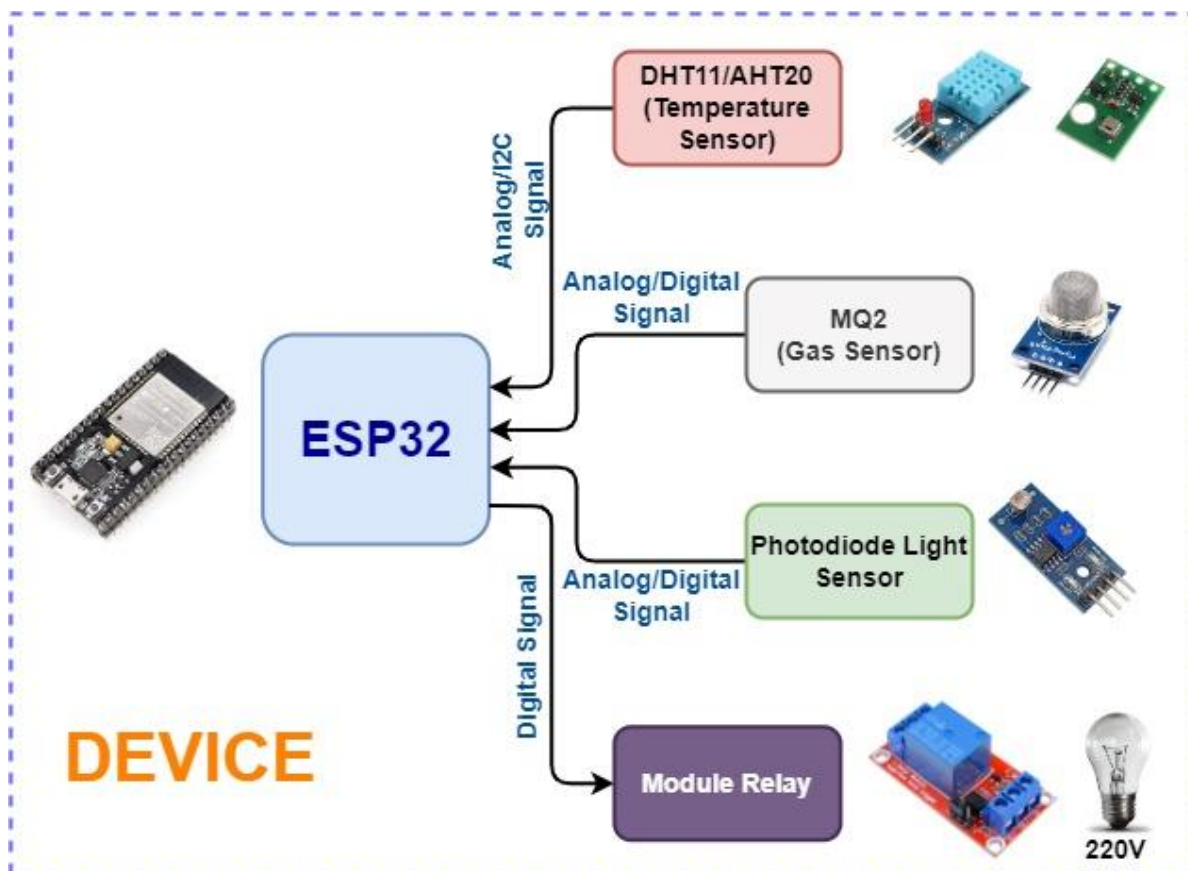 DHT11/AHT20
(Temperature
Sensor)
Analog/I2C
Signal
Analog/Digital
Signal
MQ2
(Gas Sensor)
ESP32
Photodiode Light
Sensor
Analog/Digital
Signal
Digital Signal
DEVICE
Module Relay
220V